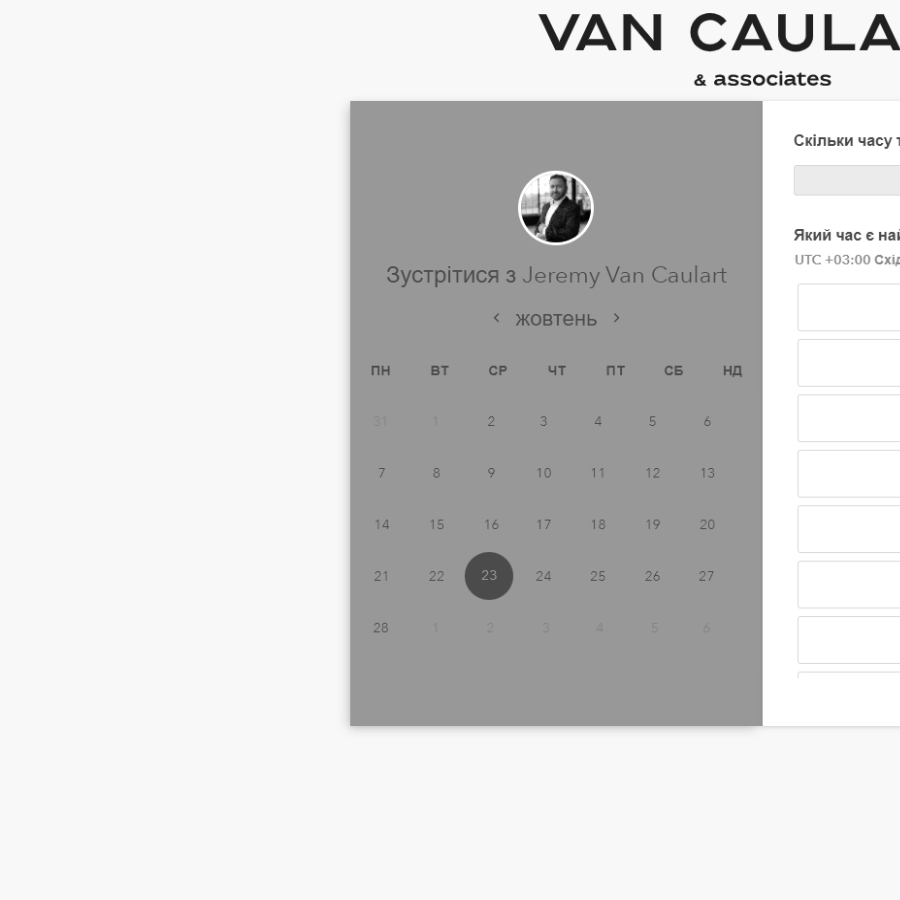 VAN CAULA
& associates
Зустрітися з Jeremy Van Caulart
жовтень
ПН ВТ СР ЧТ ПТ СБ НД
31 1 2 3 4 5 6
7 8 9 10 11 12 13
14 15 16 17 18 19 20
21 22 23 24 25 26 27
28 1 2 3 4 5 6
Скільки часу т
Який час є най
UTC +03:00 Схід